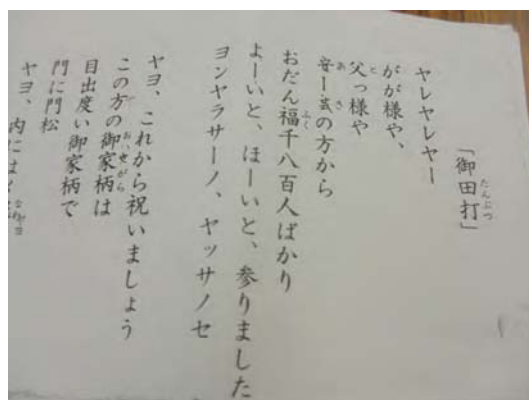 「御田打」
ヤレヤレヤー
がが様や、
父っ様や
の方から
おだん福千八百人ばかり
よーいと、ほーいと、参りました
ヨンヤラサーノ、ヤッサノセ
ヤヨ、これから祝いましょう
この方の御家柄は
目出度い御家柄で
門に門松
ヤヨ、内には